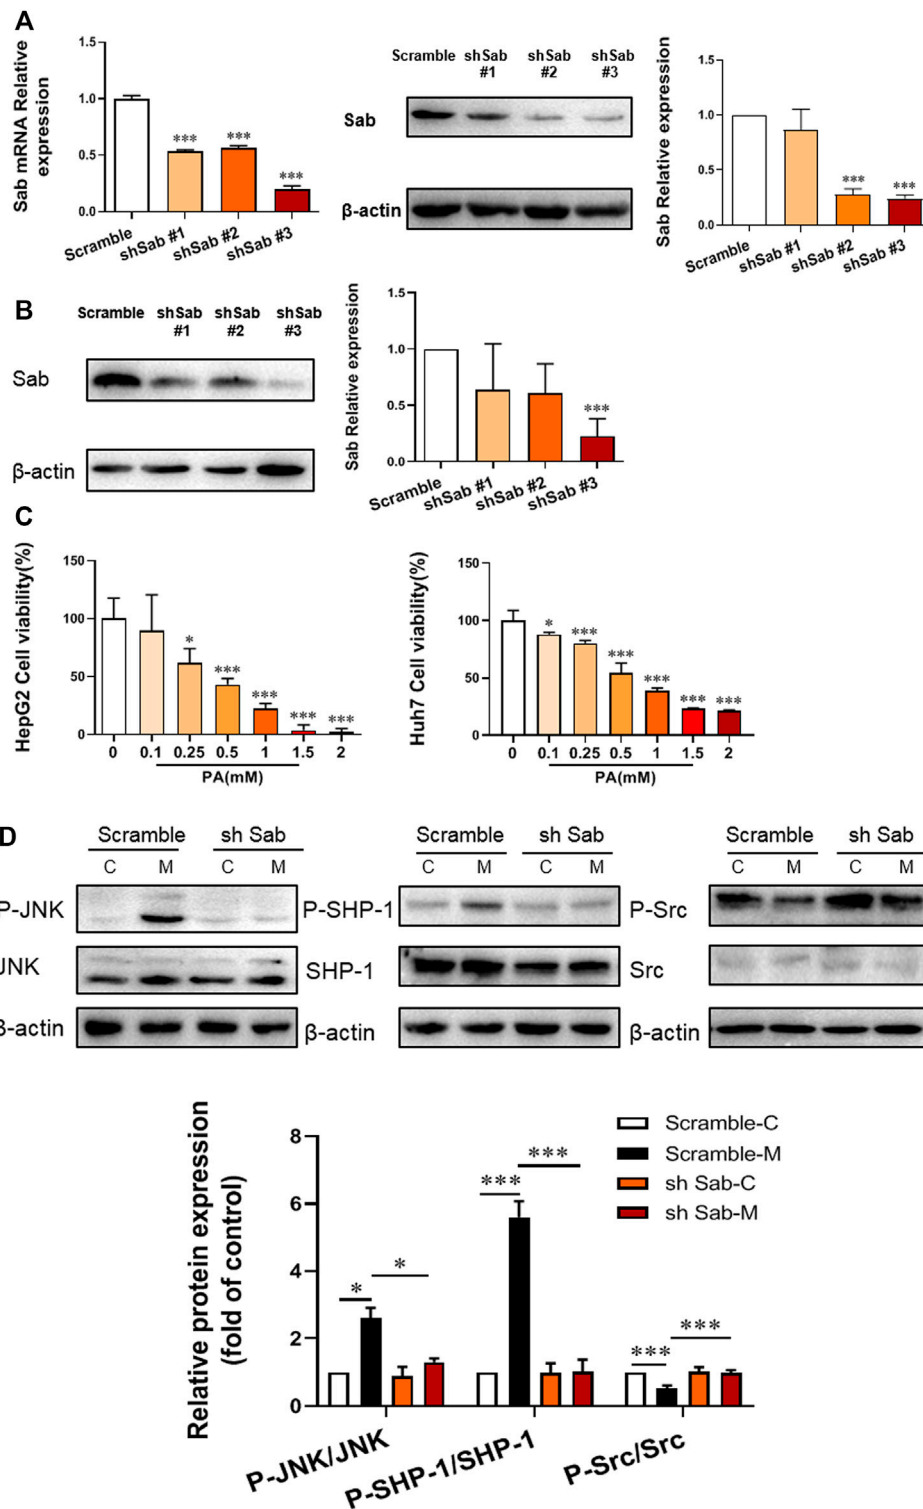 A
Sab mRNA Relative
expression
1.5
1.0
0.5
0.0
***
***
***
Scramble
shSab #1
shSab #2
shSab #3
Scramble shSab shSab shSab
#1 #2 #3
Sab
β-actin
Sab Relative expression
1.5
1.0
0.5
0.0
***
***
Scramble
shSab #1
shSab #2
shSab #3
B
Scramble shSab shSab shSab
#1 #2 #3
Sab
β-actin
Sab Relative expression
1.5
1.0
0.5
0.0
***
Scramble
shSab #1
shSab #2
shSab #3
C
HepG2 Cell viability(%)
150
100
50
0
*
***
***
***
***
0 0.1 0.25 0.5 1 1.5 2
PA(mM)
Huh7 Cell viability(%)
150
100
50
0
*
***
***
***
***
***
0 0.1 0.25 0.5 1 1.5 2
PA(mM)
D
Scramble sh Sab
C M C M
P-JNK
JNK
β-actin
Scramble sh Sab
C M C M
P-SHP-1
SHP-1
β-actin
Scramble sh Sab
C M C M
P-Src
Src
β-actin
Relative protein expression
(fold of control)
8
6
4
2
0
*
*
***
***
***
***
Scramble-C
Scramble-M
sh Sab-C
sh Sab-M
P-JNK/JNK
P-SHP-1/SHP-1
P-Src/Src